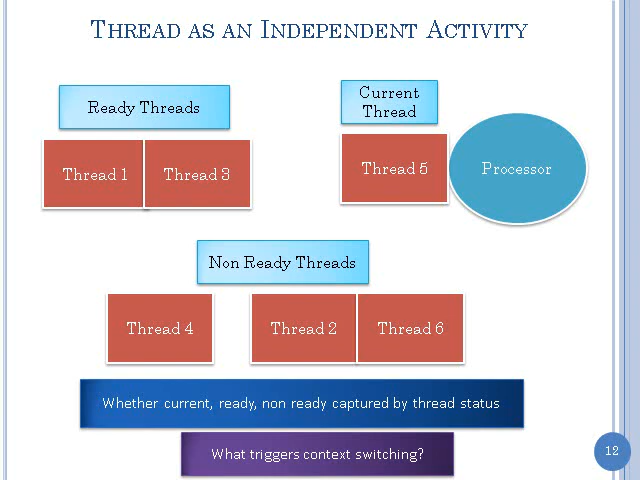 THREAD AS AN INDEPENDENT ACTIVITY
Ready Threads
Current
Thread
Thread 1
Thread 3
Thread 5
Processor
Non Ready Threads
Thread 4
Thread 2
Thread 6
Whether current, ready, non ready captured by thread status
What triggers context switching?
12